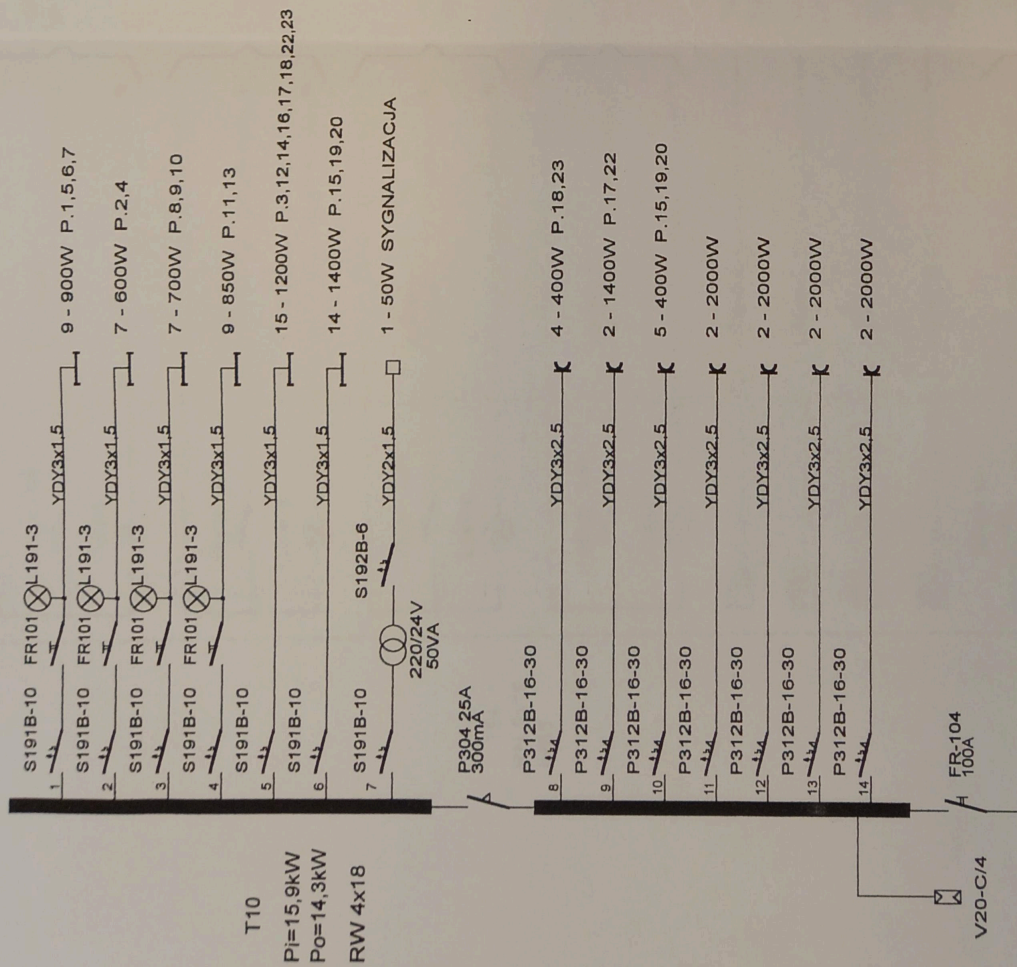 T10
Pi=15,9kW
Po=14,3kW
RW 4x18
1 S191B-10 FR101 L191-3 YDY3x1,5 9 - 900W P.1,5,6,7
2 S191B-10 FR101 L191-3 YDY3x1,5 7 - 600W P.2,4
3 S191B-10 FR101 L191-3 YDY3x1,5 7 - 700W P.8,9,10
4 S191B-10 FR101 L191-3 YDY3x1,5 9 - 850W P.11,13
5 S191B-10 YDY3x1,5 15 - 1200W P.3,12,14,16,17,18,22,23
6 S191B-10 YDY3x1,5 14 - 1400W P.15,19,20
7 S191B-10 220/24V 50VA S192B-6 YDY2x1,5 1 - 50W SYGNALIZACJA
P304 25A
300mA
8 P312B-16-30 YDY3x2,5 4 - 400W P.18,23
9 P312B-16-30 YDY3x2,5 2 - 1400W P.17,22
10 P312B-16-30 YDY3x2,5 5 - 400W P.15,19,20
11 P312B-16-30 YDY3x2,5 2 - 2000W
12 P312B-16-30 YDY3x2,5 2 - 2000W
13 P312B-16-30 YDY3x2,5 2 - 2000W
14 P312B-16-30 YDY3x2,5 2 - 2000W
FR-104
100A
V20-C/4